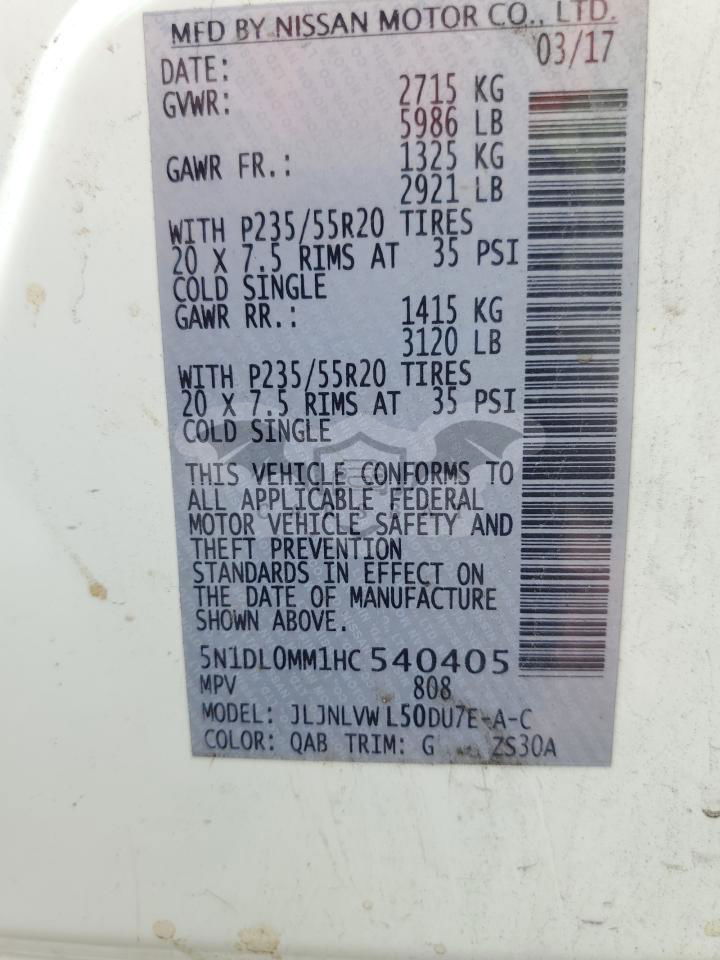 MFD BY NISSAN MOTOR CO., LTD.
DATE: 03/17
GVWR: 2715 KG
5986 LB
GAWR FR.: 1325 KG
2921 LB
WITH P235/55R20 TIRES
20 X 7.5 RIMS AT 35 PSI
COLD SINGLE
GAWR RR.: 1415 KG
3120 LB
WITH P235/55R20 TIRES
20 X 7.5 RIMS AT 35 PSI
COLD SINGLE
THIS VEHICLE CONFORMS TO
ALL APPLICABLE FEDERAL
MOTOR VEHICLE SAFETY AND
THEFT PREVENTION
STANDARDS IN EFFECT ON
THE DATE OF MANUFACTURE
SHOWN ABOVE.
5N1DL0MM1HC 540405
MPV 808
MODEL: JLJNLVW L50DU7E-A-C
COLOR: QAB TRIM: G ZS30A